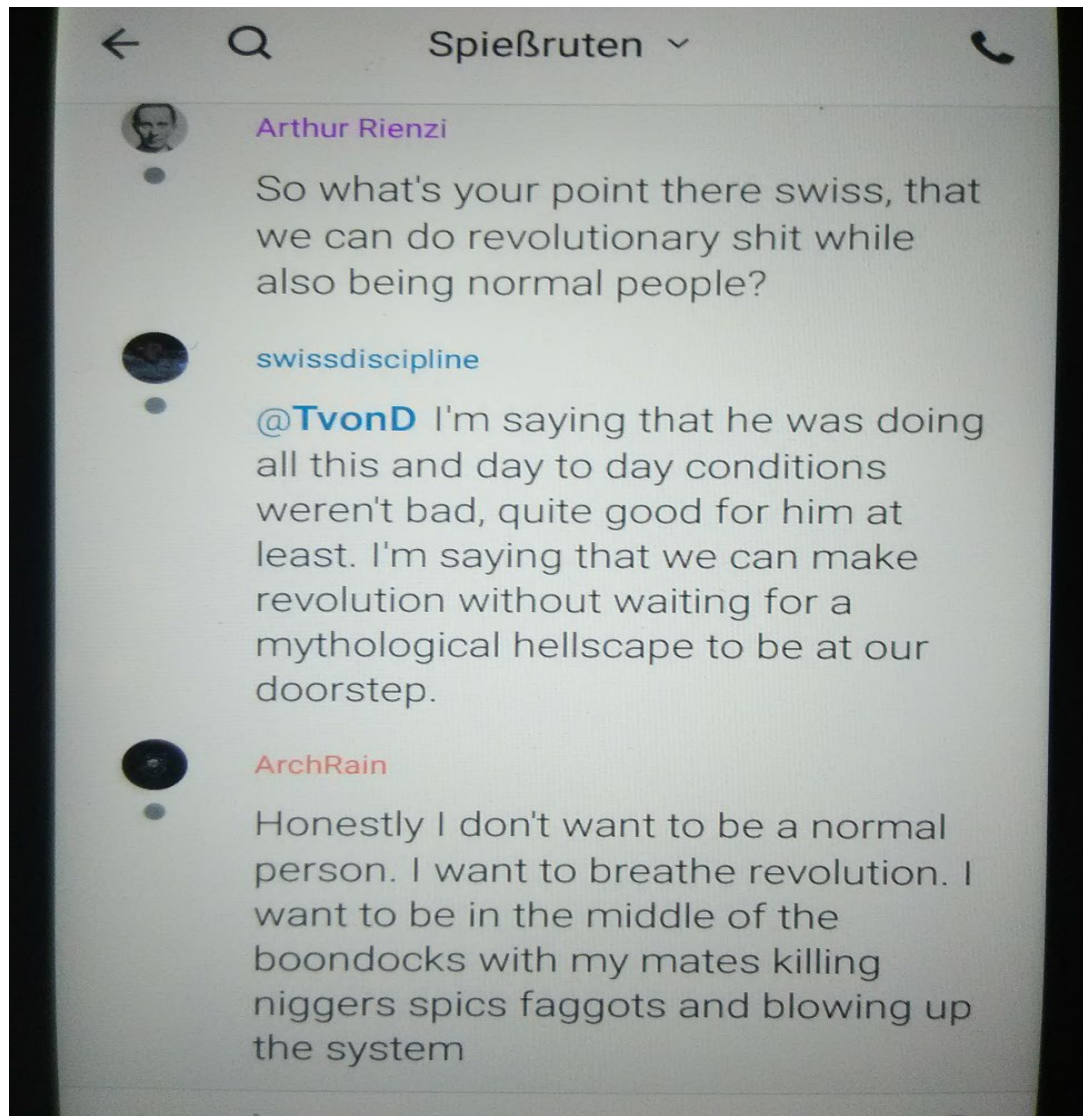 Spießruten
Arthur Rienzi
So what's your point there swiss, that
we can do revolutionary shit while
also being normal people?
swissdiscipline
@TvonD I'm saying that he was doing
all this and day to day conditions
weren't bad, quite good for him at
least. I'm saying that we can make
revolution without waiting for a
mythological hellscape to be at our
doorstep.
ArchRain
Honestly I don't want to be a normal
person. I want to breathe revolution. I
want to be in the middle of the
boondocks with my mates killing
niggers spics faggots and blowing up
the system